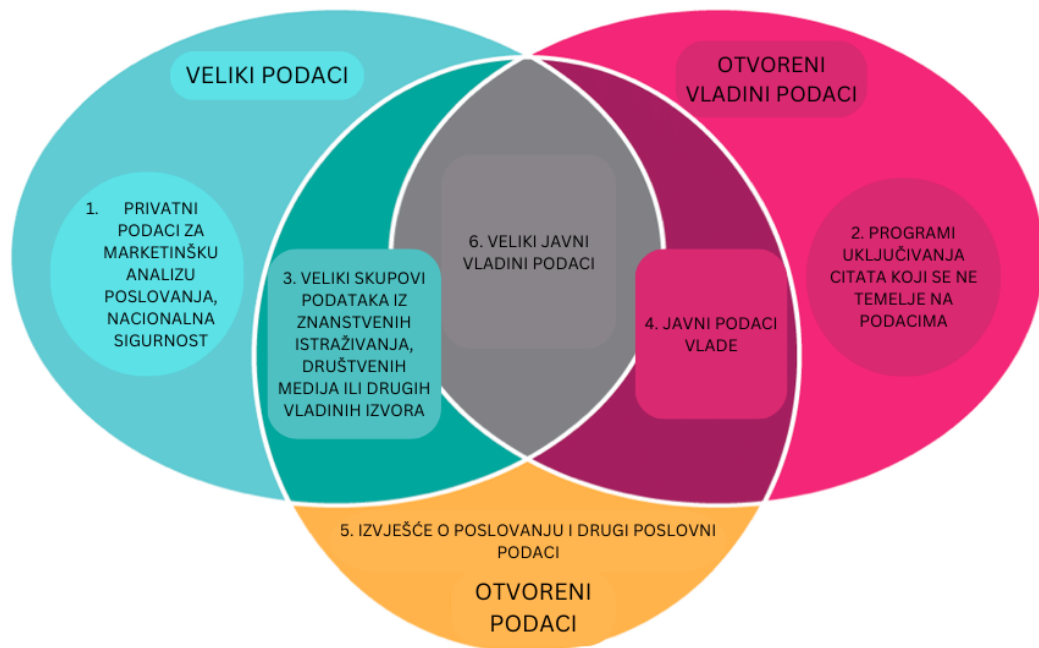 VELIKI PODACI
OTVORENI
VLADINI PODACI
1. PRIVATNI
PODACI ZA
MARKETINŠKU
ANALIZU
POSLOVANJA,
NACIONALNA
SIGURNOST
2. PROGRAMI
UKLJUČIVANJA
CITATA KOJI SE NE
TEMELJE NA
PODACIMA
3. VELIKI SKUPOVI
PODATAKA IZ
ZNANSTVENIH
ISTRAŽIVANJA,
DRUŠTVENIH
MEDIJA ILI DRUGIH
VLADINIH IZVORA
6. VELIKI JAVNI
VLADINI PODACI
4. JAVNI PODACI
VLADE
5. IZVJEŠĆE O POSLOVANJU I DRUGI POSLOVNI
PODACI
OTVORENI
PODACI